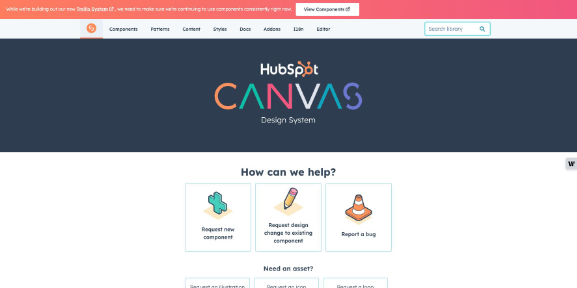 While we're building out our new Trellis System, we need to make sure we're continuing to use components consistently right now.
View Components
Components Patterns Content Styles Docs Addons I18n Editor
Search library
HubSpot
CANVAS
Design System
How can we help?
Request new
component
Request design
change to existing
component
Report a bug
Need an asset?
Request an illustration
Request an icon
Request a logo